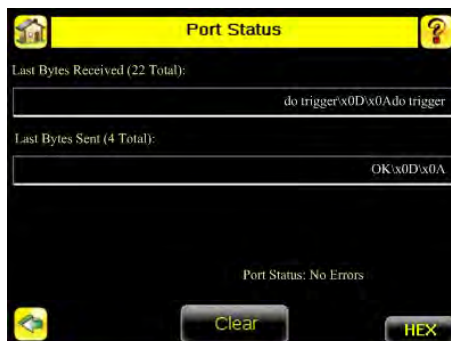 Port Status
Last Bytes Received (22 Total):
do trigger\x0D\x0Ado trigger
Last Bytes Sent (4 Total):
OK\x0D\x0A
Port Status: No Errors
Clear
HEX